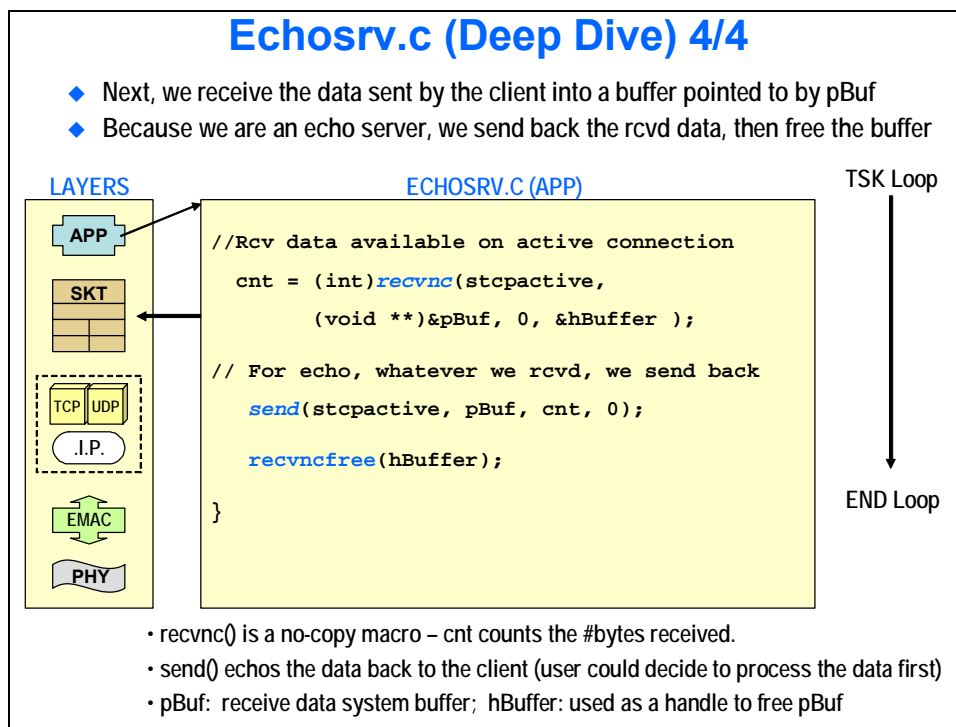 Echosrv.c (Deep Dive) 4/4
Next, we receive the data sent by the client into a buffer pointed to by pBuf
Because we are an echo server, we send back the rcvd data, then free the buffer
LAYERS
ECHOSRV.C (APP)
TSK Loop
APP
SKT
TCP
UDP
.I.P.
EMAC
PHY
//Rcv data available on active connection
cnt = (int)recvnc(stcpactive,
(void **)&pBuf, 0, &hBuffer );
// For echo, whatever we rcvd, we send back
send(stcpactive, pBuf, cnt, 0);
recvncfree(hBuffer);
}
END Loop
• recvnc() is a no-copy macro – cnt counts the #bytes received.
• send() echos the data back to the client (user could decide to process the data first)
• pBuf: receive data system buffer; hBuffer: used as a handle to free pBuf